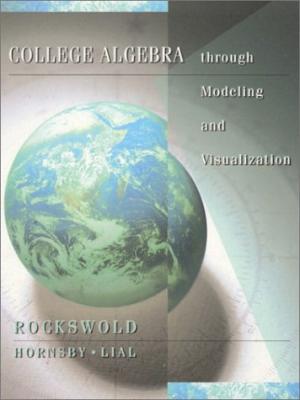 COLLEGE ALGEBRA
through
Modeling
and
Visualization
ROCKSWOLD
HORNSBY • LIAL